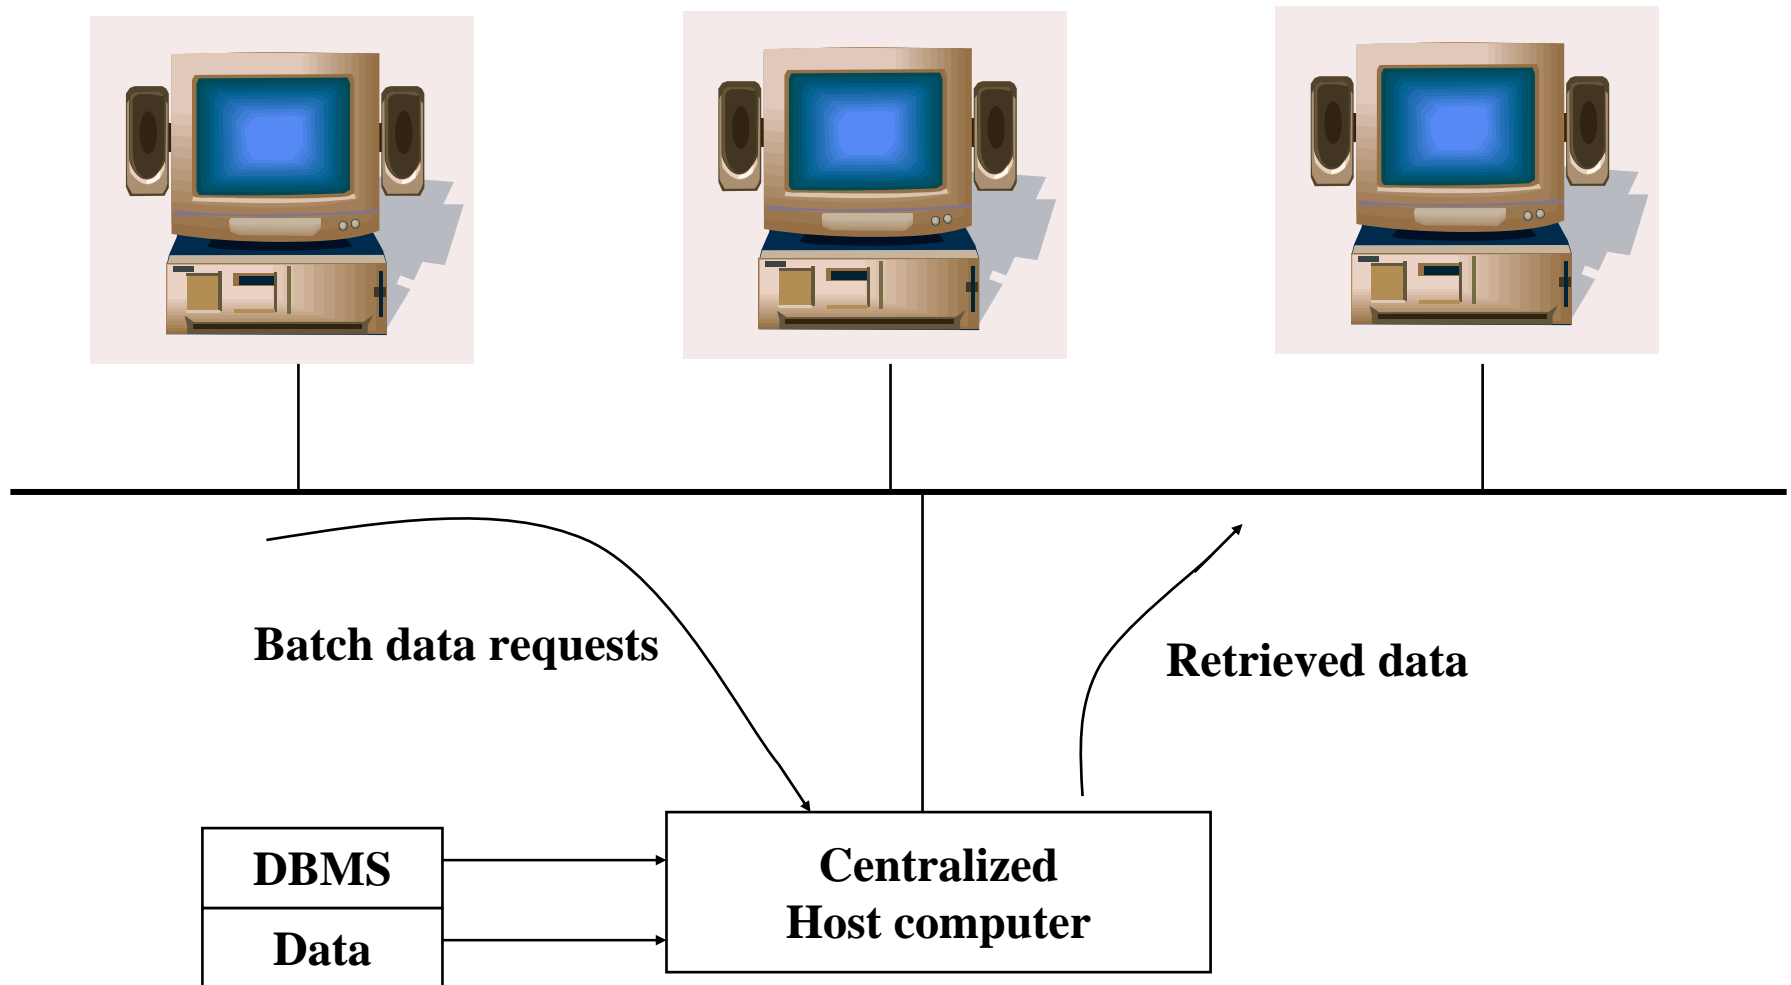 Batch data requests
Retrieved data
DBMS
Data
Centralized
Host computer